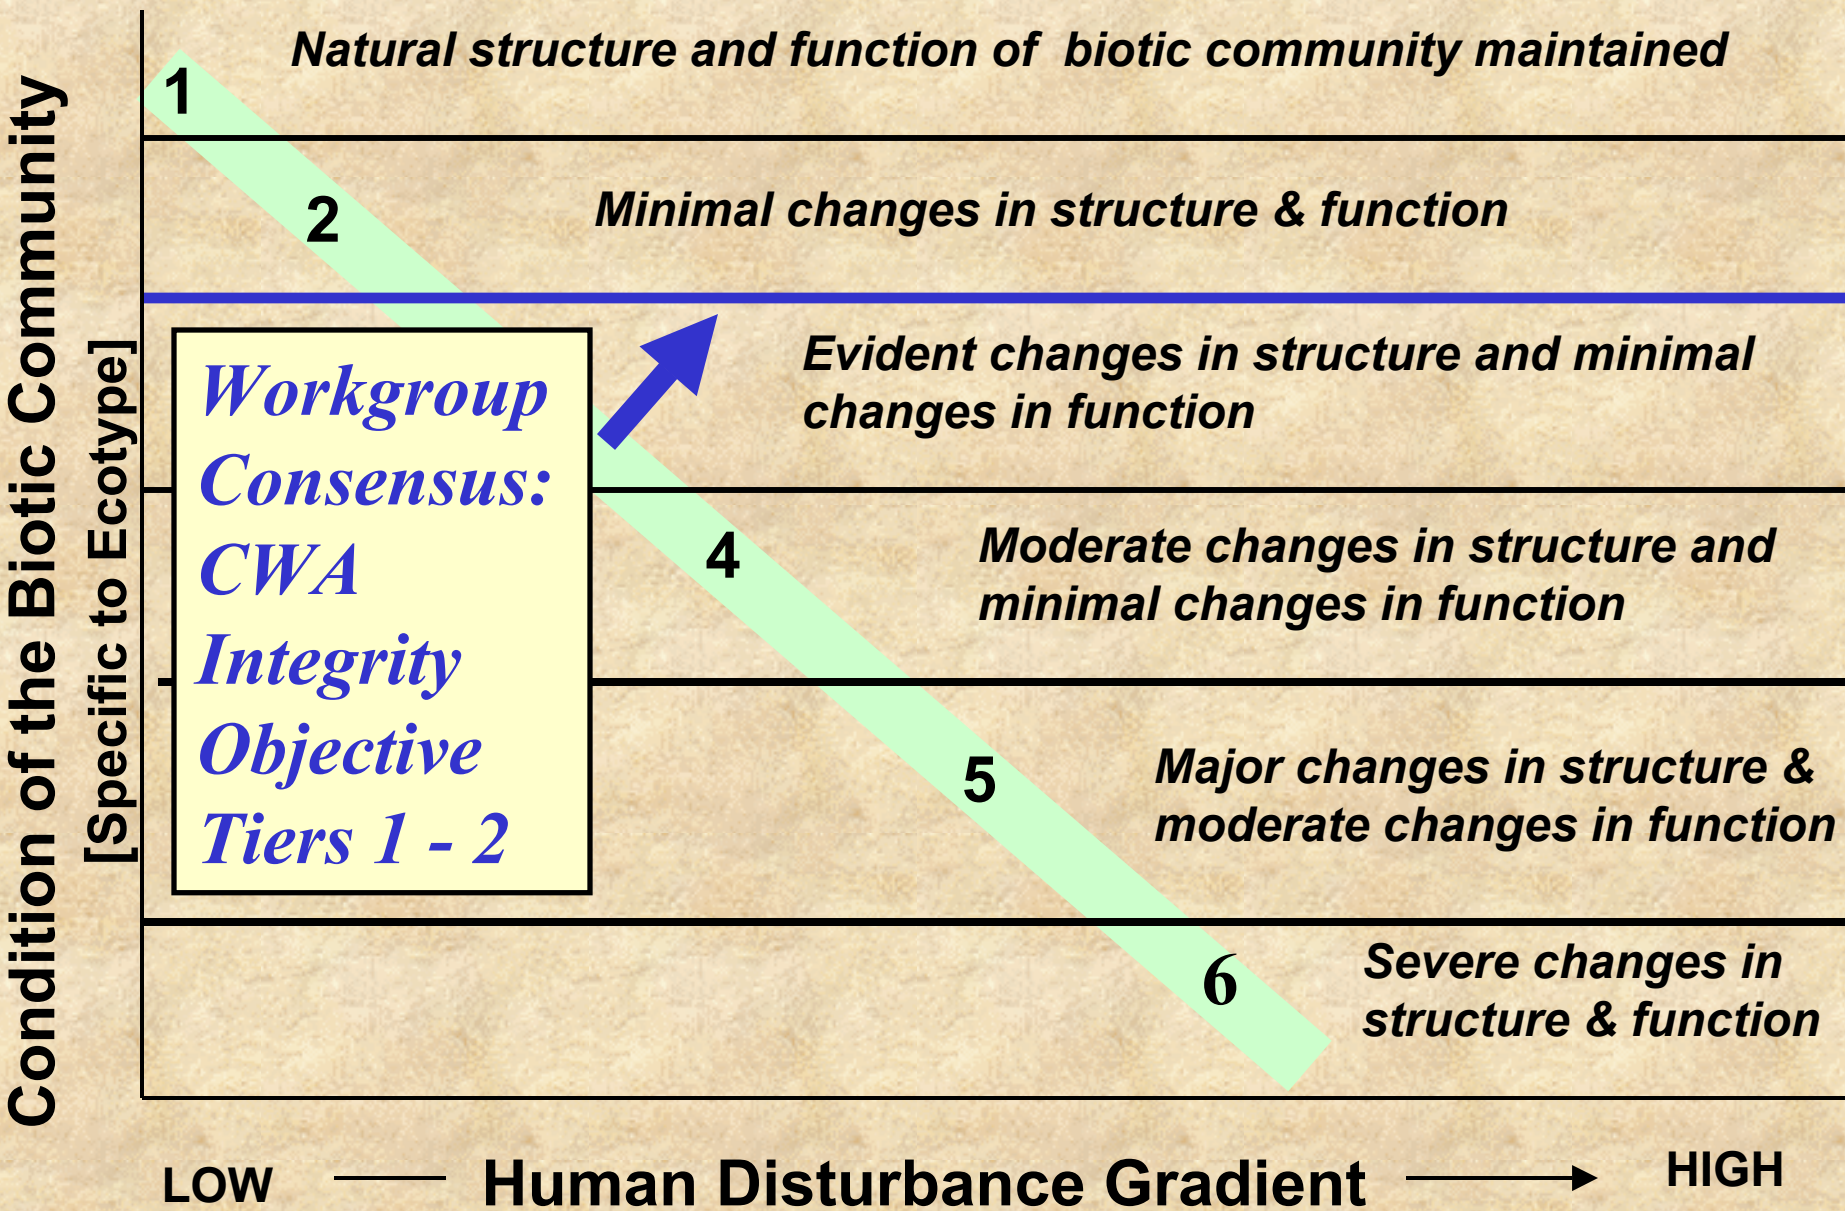 Condition of the Biotic Community
[Specific to Ecotype]
1
Natural structure and function of biotic community maintained
2
Minimal changes in structure & function
Evident changes in structure and minimal
changes in function
Workgroup
Consensus:
CWA
Integrity
Objective
Tiers 1 - 2
4
Moderate changes in structure and
minimal changes in function
5
Major changes in structure &
moderate changes in function
6
Severe changes in
structure & function
LOW
Human Disturbance Gradient
HIGH